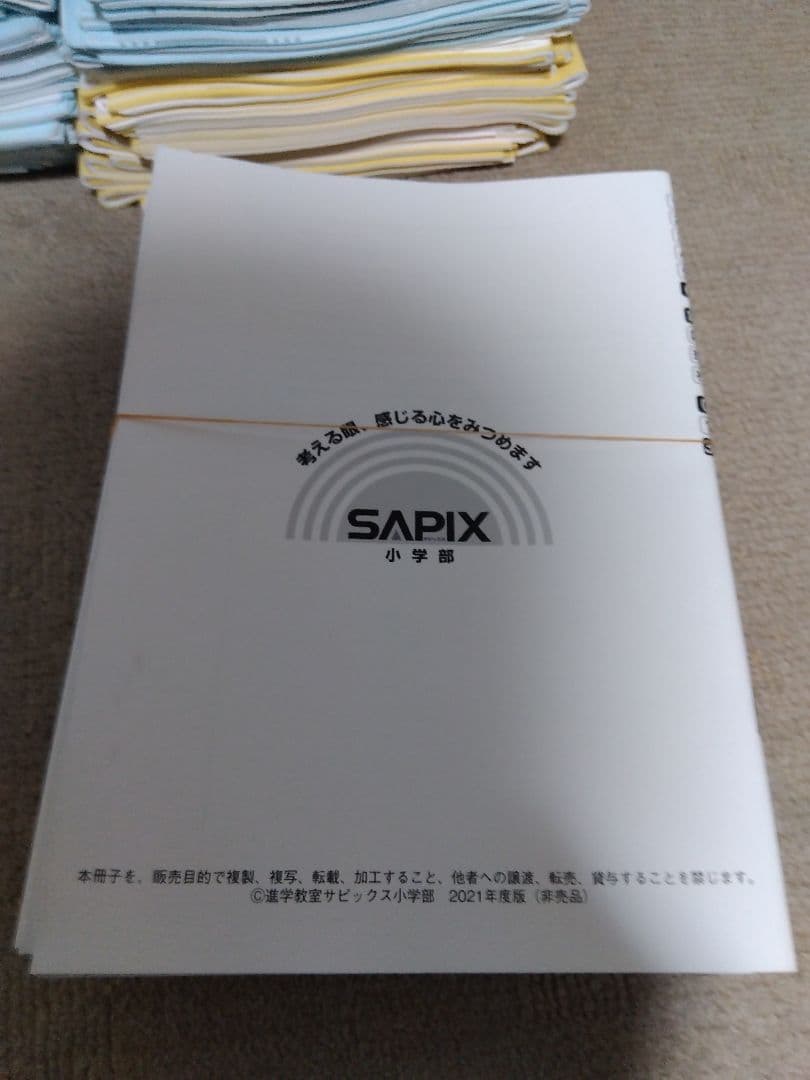 考える眼、感じる心をみつめます
SAPIX
小学部
本冊子を、販売目的で複製、複写、転載、加工すること、他者への譲渡、転売、貸与することを禁じます。
©進学教室サピックス小学部 2021年度版（非売品）